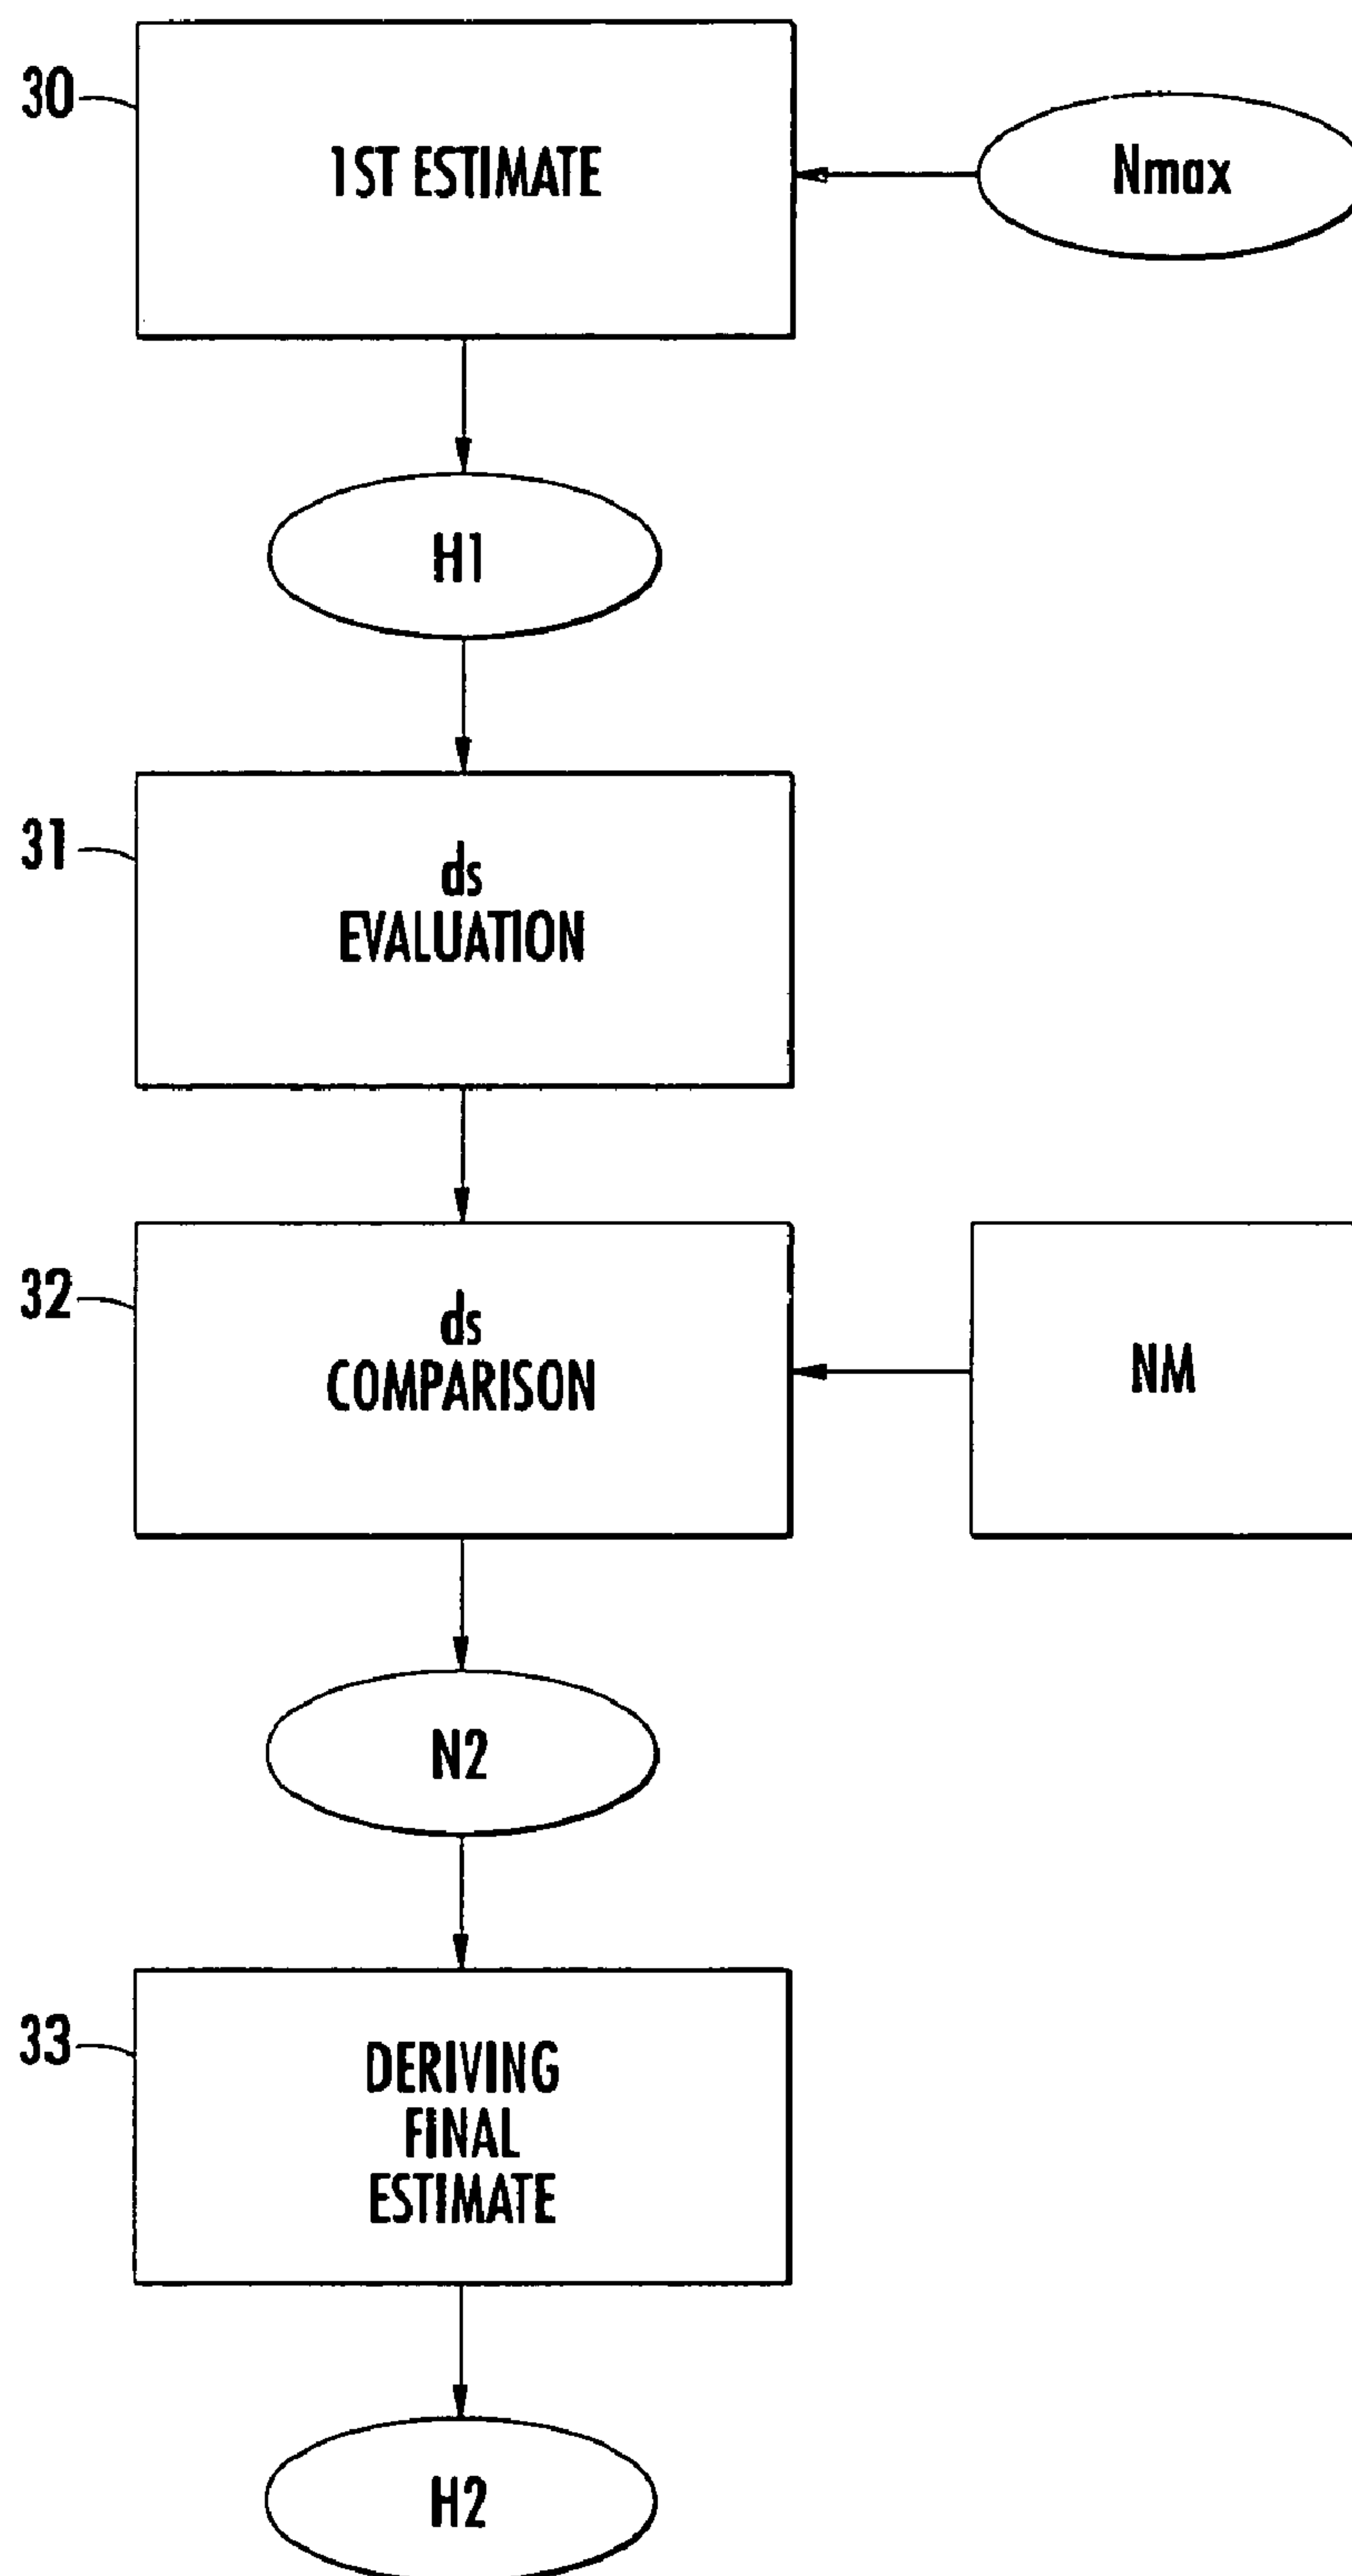 30
1ST ESTIMATE
Nmax
H1
31
ds
EVALUATION
32
ds
COMPARISON
NM
N2
33
DERIVING
FINAL
ESTIMATE
H2